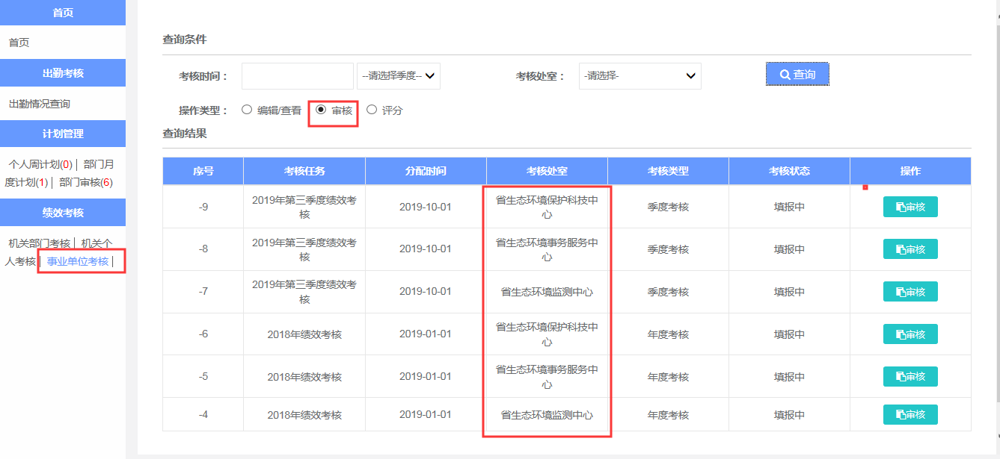 首页
首页
出勤考核
出勤情况查询
计划管理
个人周计划(0)│ 部门月
度计划(1)│ 部门审核(6)
绩效考核
机关部门考核│ 机关个
人考核│ 事业单位考核│
查询条件
考核时间： --请选择季度-- 考核处室： -请选择- 查询
操作类型： 编辑/查看 审核 评分
查询结果
序号 考核任务 分配时间 考核处室 考核类型 考核状态 操作
-9 2019年第三季度绩效考 2019-10-01 省生态环境保护科技中 季度考核 填报中 审核
核 心
-8 2019年第三季度绩效考 2019-10-01 省生态环境事务服务中 季度考核 填报中 审核
核 心
-7 2019年第三季度绩效考 2019-10-01 省生态环境监测中心 季度考核 填报中 审核
核
-6 2018年绩效考核 2019-01-01 省生态环境保护科技中 年度考核 填报中 审核
心
-5 2018年绩效考核 2019-01-01 省生态环境事务服务中 年度考核 填报中 审核
心
-4 2018年绩效考核 2019-01-01 省生态环境监测中心 年度考核 填报中 审核